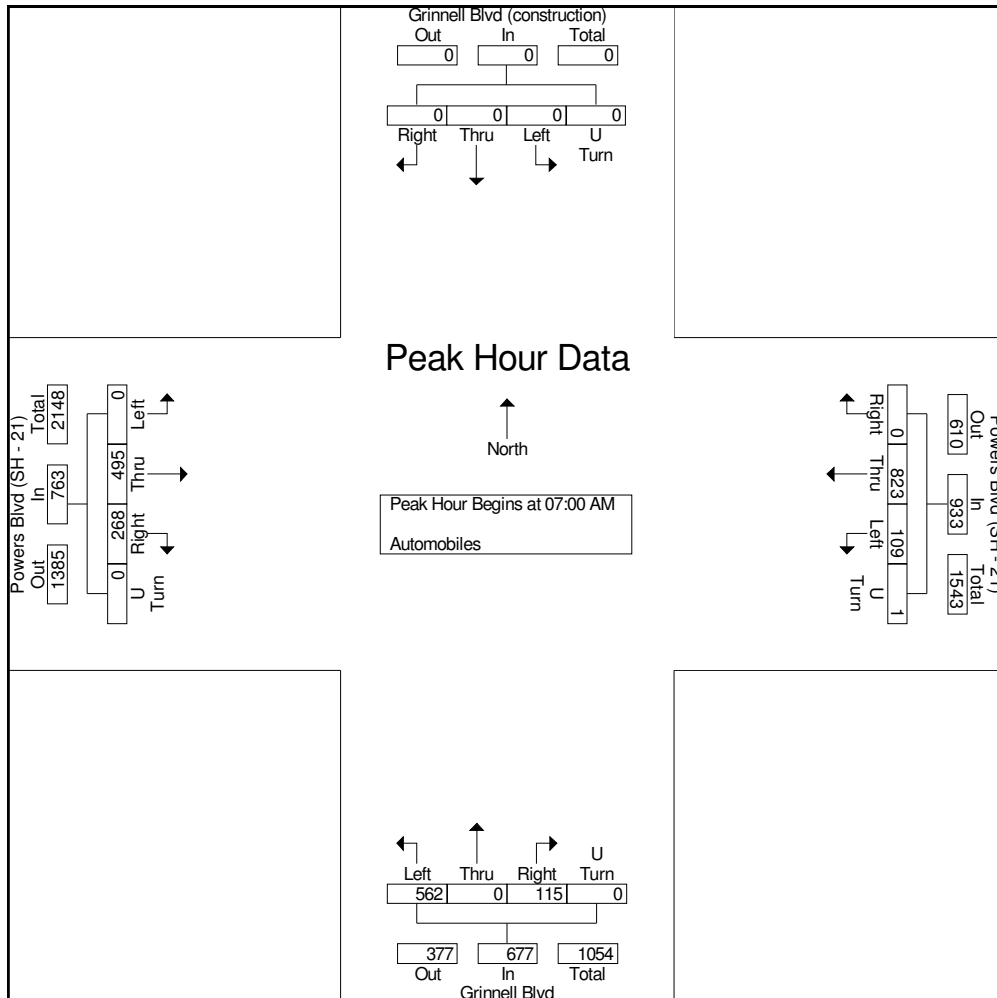 Grinnell Blvd (construction)
Out In Total
0 0 0
0 0 0 0
Right Thru Left U Turn
Peak Hour Data
North
Peak Hour Begins at 07:00 AM
Automobiles
Powers Blvd (SH - 21)
Total In Out
2148 763 1385
0 495 268 0
Left Thru Right U Turn
Powers Blvd (SH - 21)
Out In Total
610 933 1543
0 823 109 1
Right Thru Left U Turn
Left Thru Right U Turn
562 0 115 0
377 677 1054
Out In Total
Grinnell Blvd